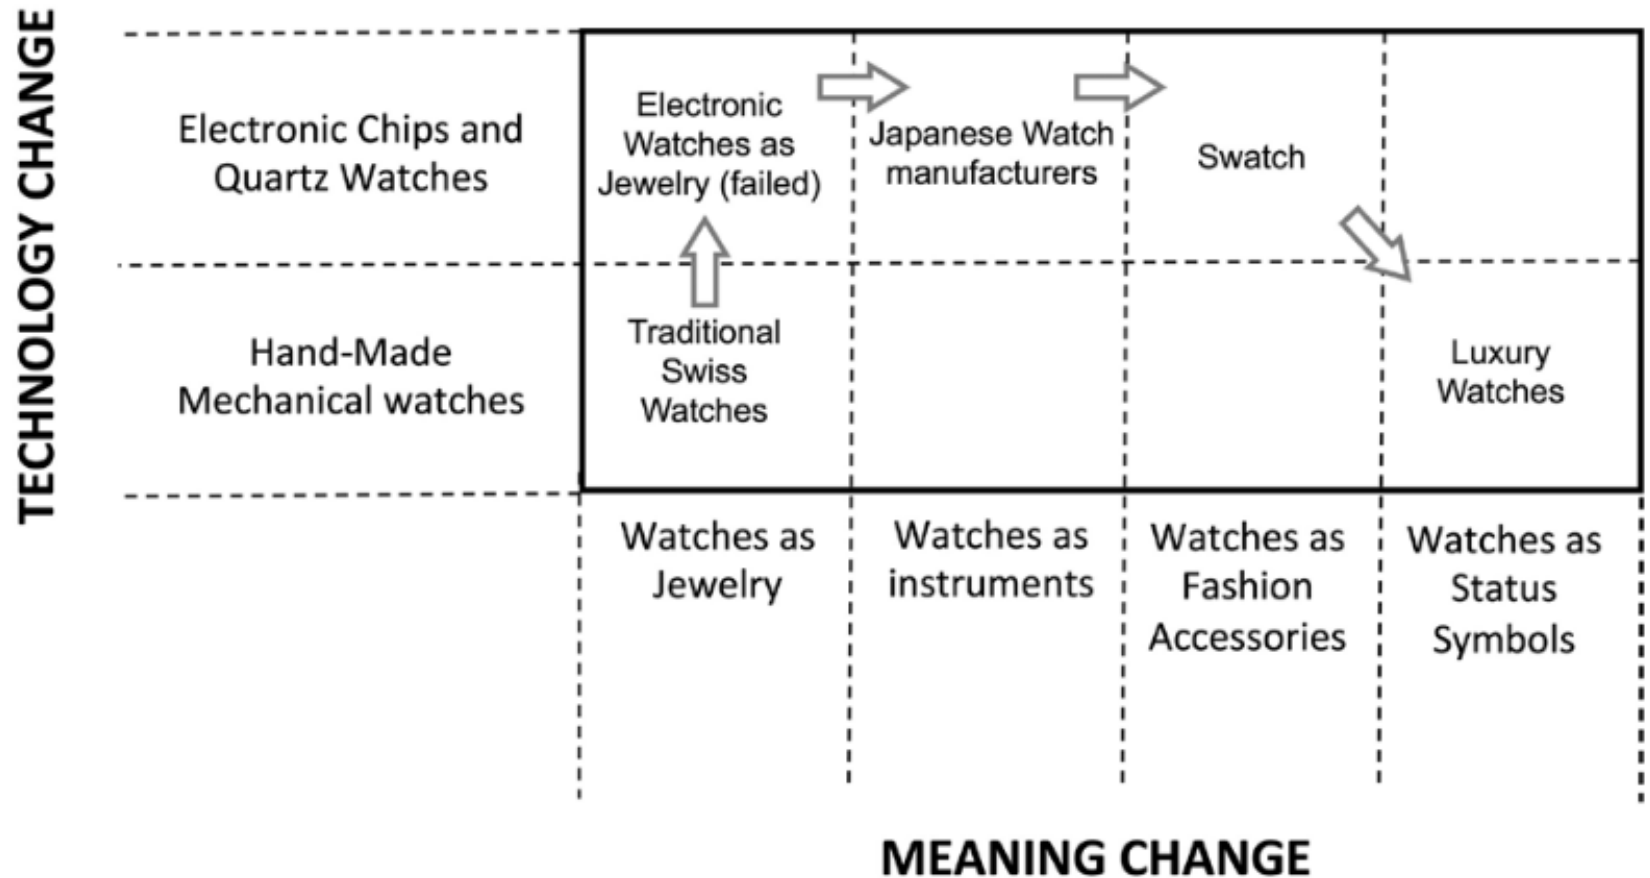 TECHNOLOGY CHANGE
Electronic Chips and
Quartz Watches
Electronic
Watches as
Jewelry (failed)
Japanese Watch
manufacturers
Swatch
Hand-Made
Mechanical watches
Traditional
Swiss
Watches
Luxury
Watches
Watches as
Jewelry
Watches as
instruments
Watches as
Fashion
Accessories
Watches as
Status
Symbols
MEANING CHANGE